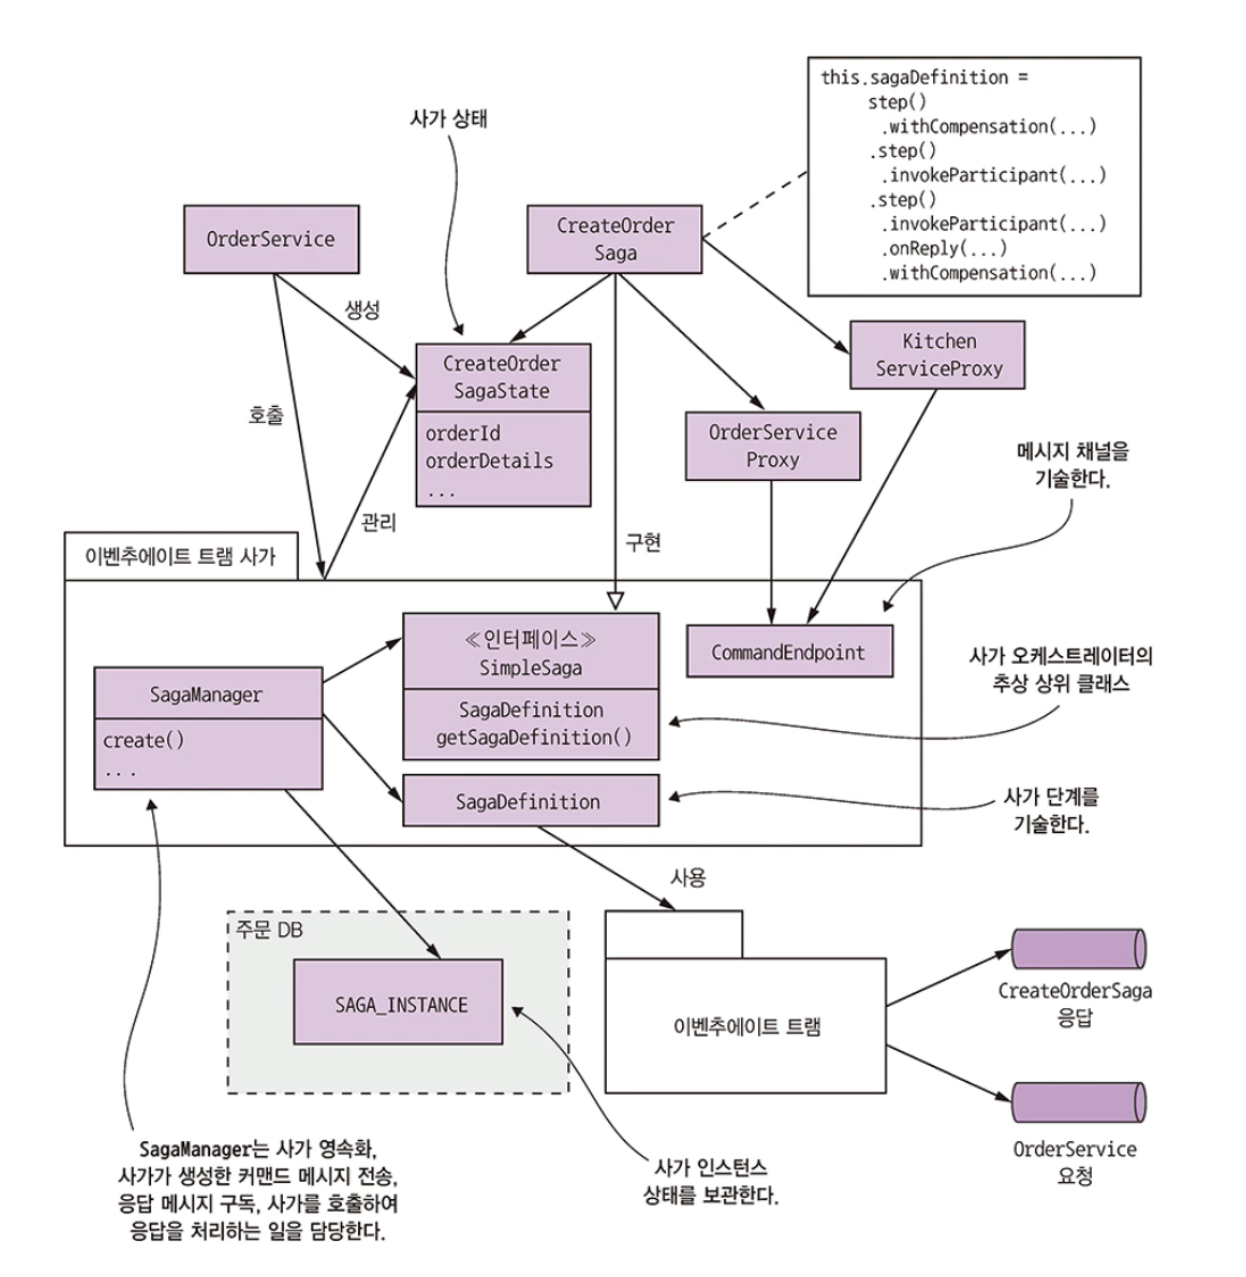 this.sagaDefinition =
step()
.withCompensation(...)
.step()
.invokeParticipant(...)
.step()
.invokeParticipant(...)
.onReply(...)
.withCompensation(...)
사가 상태
OrderService
CreateOrder
Saga
생성
Kitchen
ServiceProxy
CreateOrder
SagaState
orderId
orderDetails
...
호출
관리
OrderService
Proxy
메시지 채널을
기술한다.
구현
이벤추에이트 트램 사가
≪인터페이스≫
SimpleSaga
SagaDefinition
getSagaDefinition()
CommandEndpoint
사가 오케스트레이터의
추상 상위 클래스
SagaManager
create()
...
SagaDefinition
사가 단계를
기술한다.
사용
주문 DB
SAGA_INSTANCE
이벤추에이트 트램
CreateOrderSaga
응답
OrderService
요청
SagaManager는 사가 영속화,
사가가 생성한 커맨드 메시지 전송,
응답 메시지 구독, 사가를 호출하여
응답을 처리하는 일을 담당한다.
사가 인스턴스
상태를 보관한다.